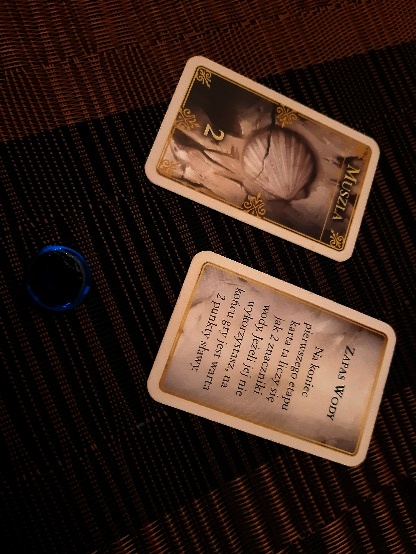 MUSZLA
2
ZAPAS WODY
Na koniec
pierwszego etapu
karta ta liczy się
jak 2 znaczniki
wody. Jeżeli jej nie
wykorzystasz, na
końcu gry jest warta
2 punkty sławy.